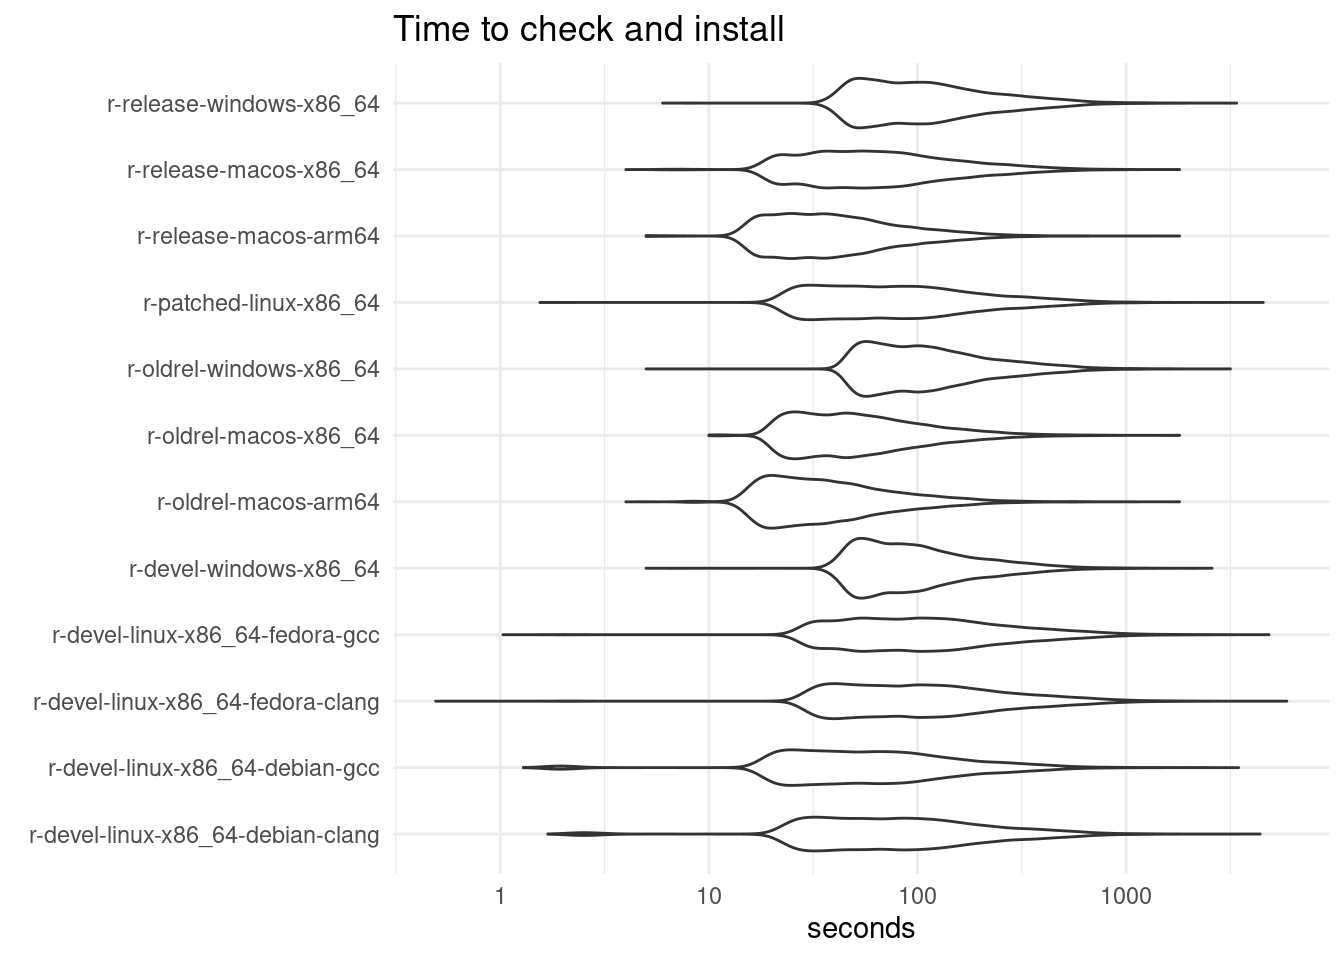 Time to check and install
r-release-windows-x86_64
r-release-macos-x86_64
r-release-macos-arm64
r-patched-linux-x86_64
r-oldrel-windows-x86_64
r-oldrel-macos-x86_64
r-oldrel-macos-arm64
r-devel-windows-x86_64
r-devel-linux-x86_64-fedora-gcc
r-devel-linux-x86_64-fedora-clang
r-devel-linux-x86_64-debian-gcc
r-devel-linux-x86_64-debian-clang
1 10 100 1000
seconds